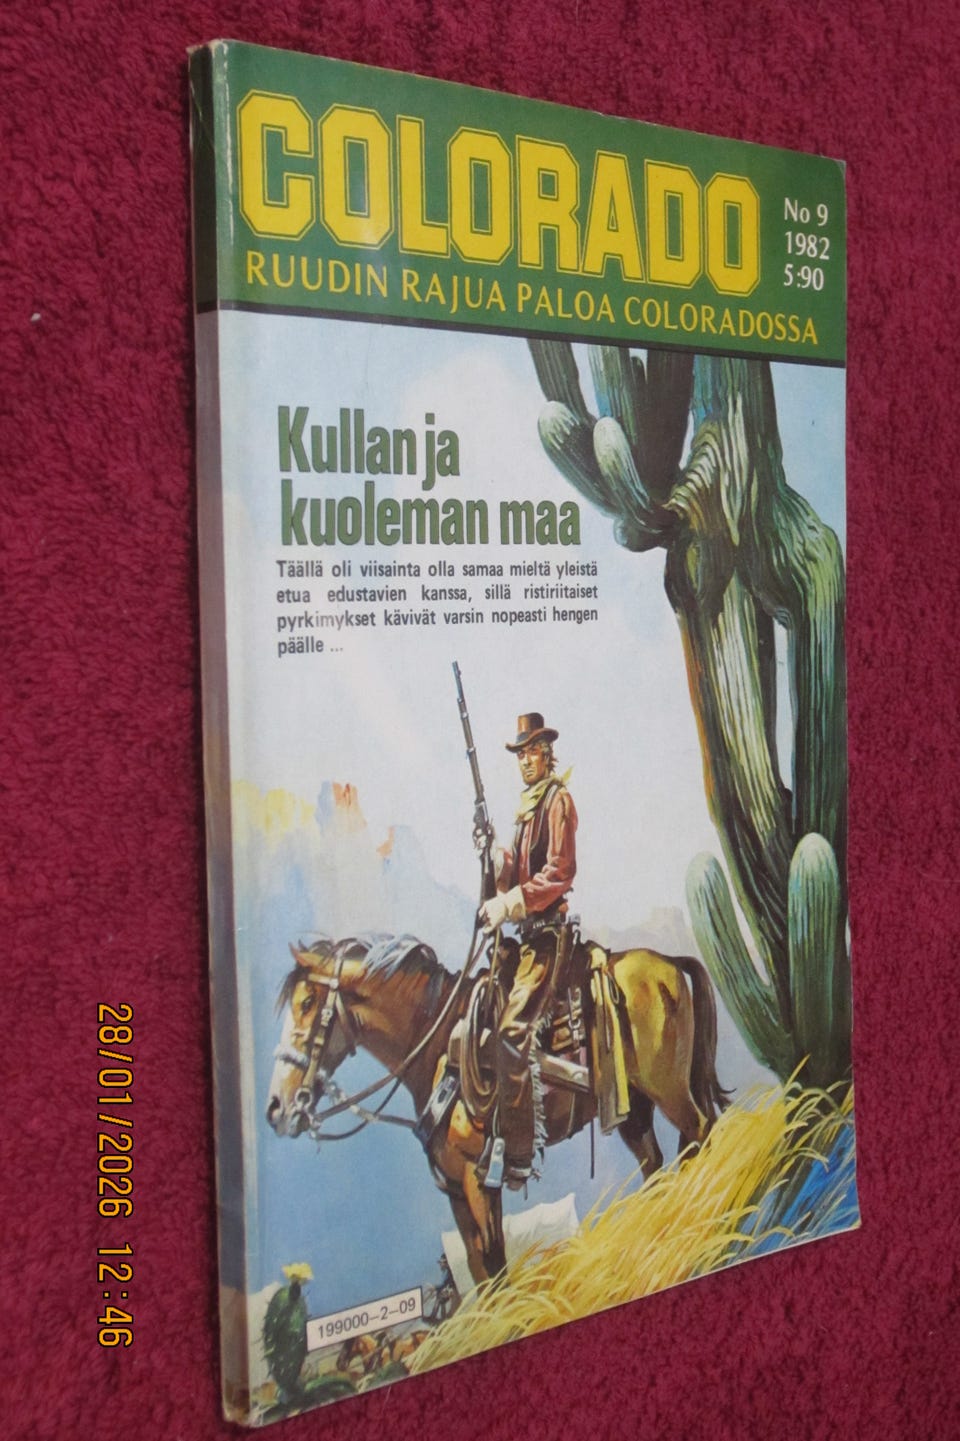 COLORADO
No 9
1982
5:90
RUUDIN RAJUA PALOA COLORADOSSA
Kullan ja
kuoleman maa
Täällä oli viisainta olla samaa mieltä yleistä
etua edustavien kanssa, sillä ristiriitaiset
pyrkimykset kävivät varsin nopeasti hengen
päälle ...
199000-2-09
28/01/2026 12:46